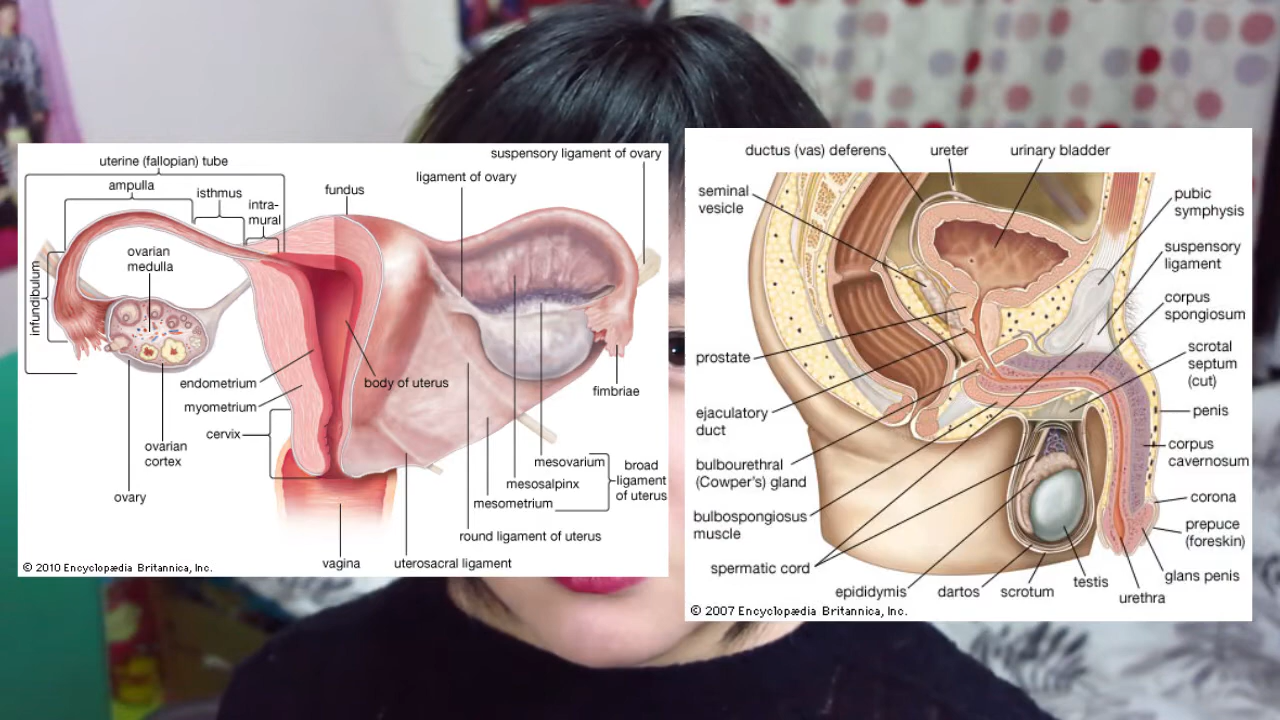 uterine (fallopian) tube
ampulla
isthmus
intra-
mural
fundus
ligament of ovary
suspensory ligament of ovary
infundibulum
ovarian
medulla
endometrium
myometrium
cervix
body of uterus
fimbriae
ovarian
cortex
ovary
mesovarium
mesosalpinx
mesometrium
broad
ligament
of uterus
round ligament of uterus
vagina
uterosacral ligament
© 2010 Encyclopædia Britannica, Inc.
ductus (vas) deferens
ureter
urinary bladder
seminal
vesicle
pubic
symphysis
suspensory
ligament
corpus
spongiosum
scrotal
septum
(cut)
prostate
penis
ejaculatory
duct
corpus
cavernosum
bulbourethral
(Cowper's) gland
corona
bulbospongiosus
muscle
prepuce
(foreskin)
spermatic cord
glans penis
epididymis
dartos
scrotum
testis
urethra
© 2007 Encyclopædia Britannica, Inc.